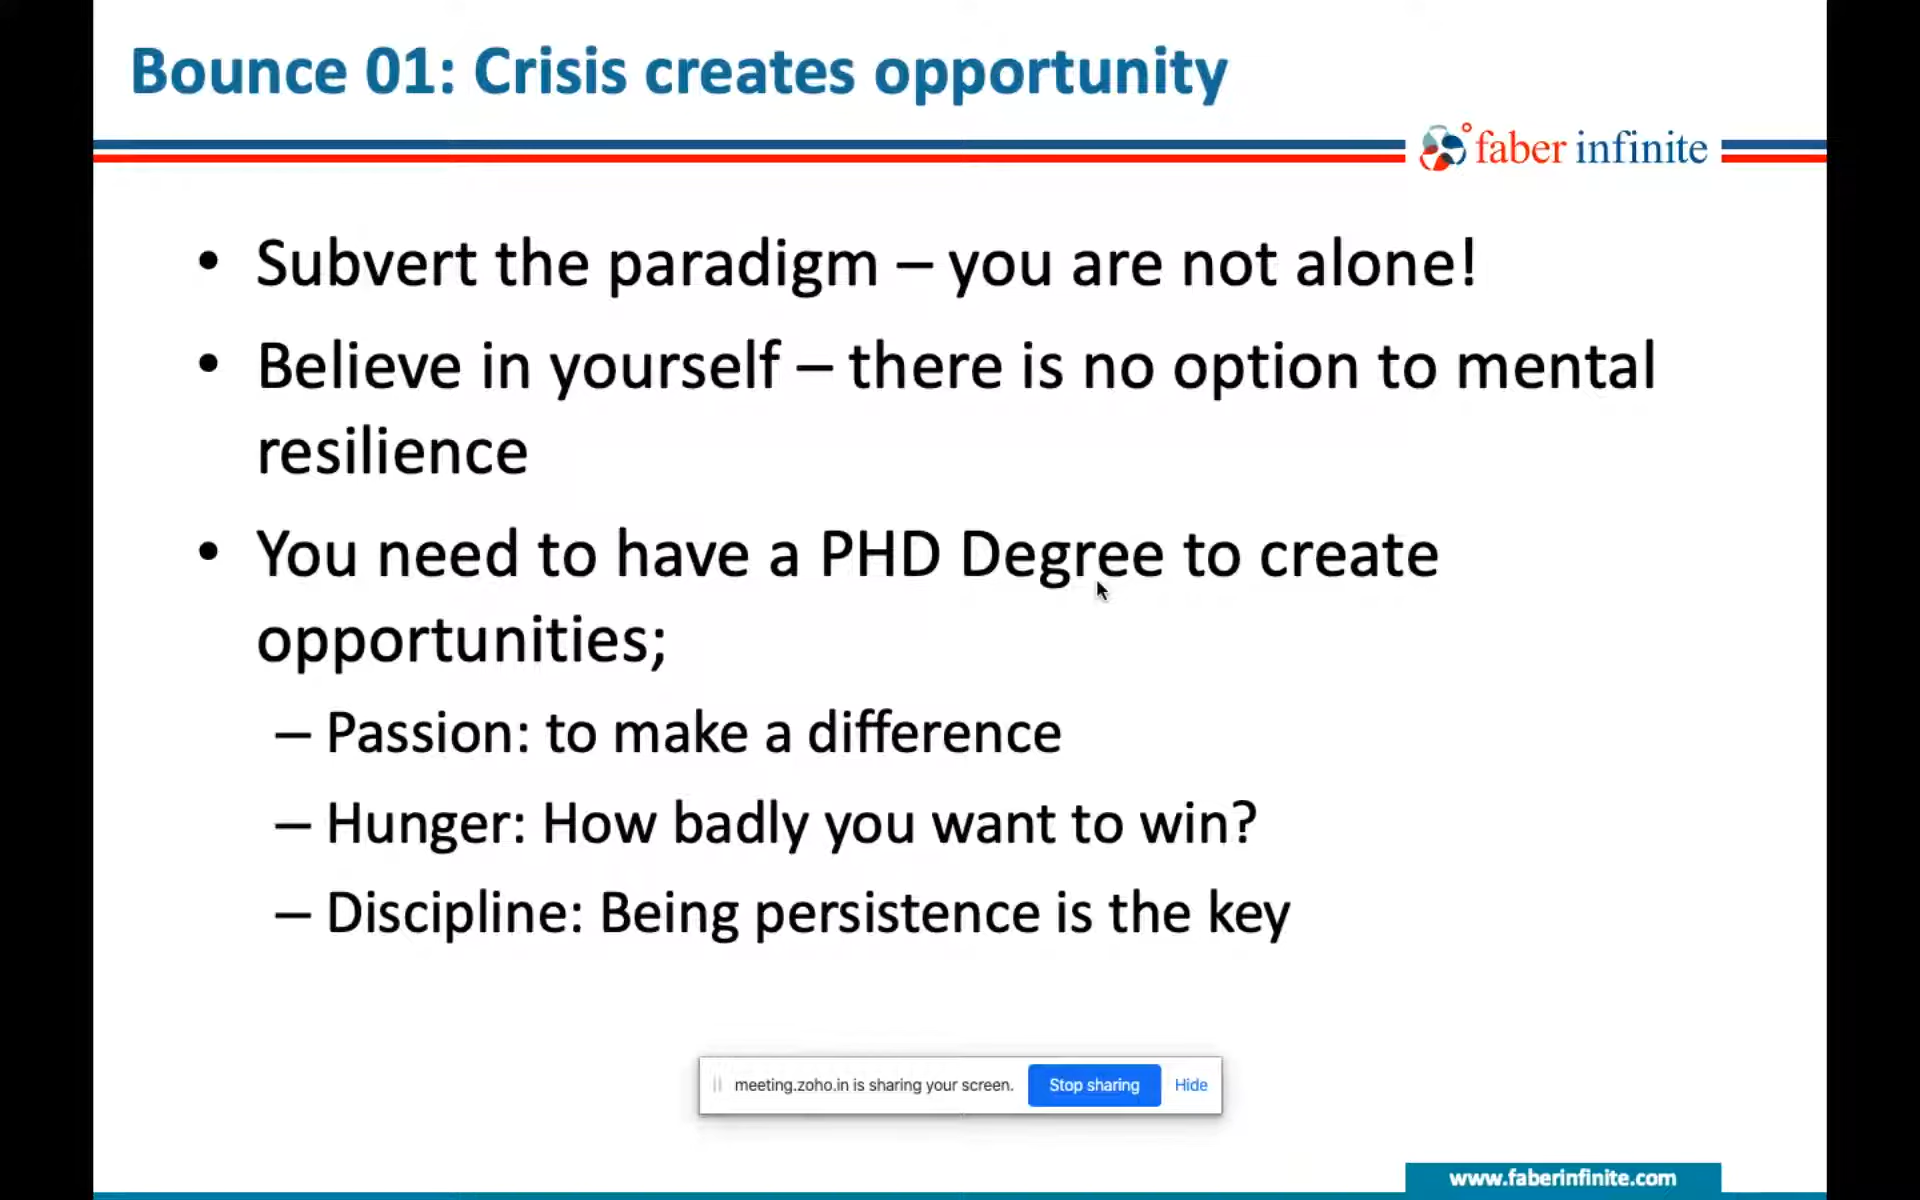 Bounce 01: Crisis creates opportunity
faber infinite
• Subvert the paradigm – you are not alone!
• Believe in yourself – there is no option to mental
resilience
• You need to have a PHD Degree to create
opportunities;
– Passion: to make a difference
– Hunger: How badly you want to win?
– Discipline: Being persistence is the key
meeting.zoho.in is sharing your screen. Stop sharing Hide
www.faberinfinite.com